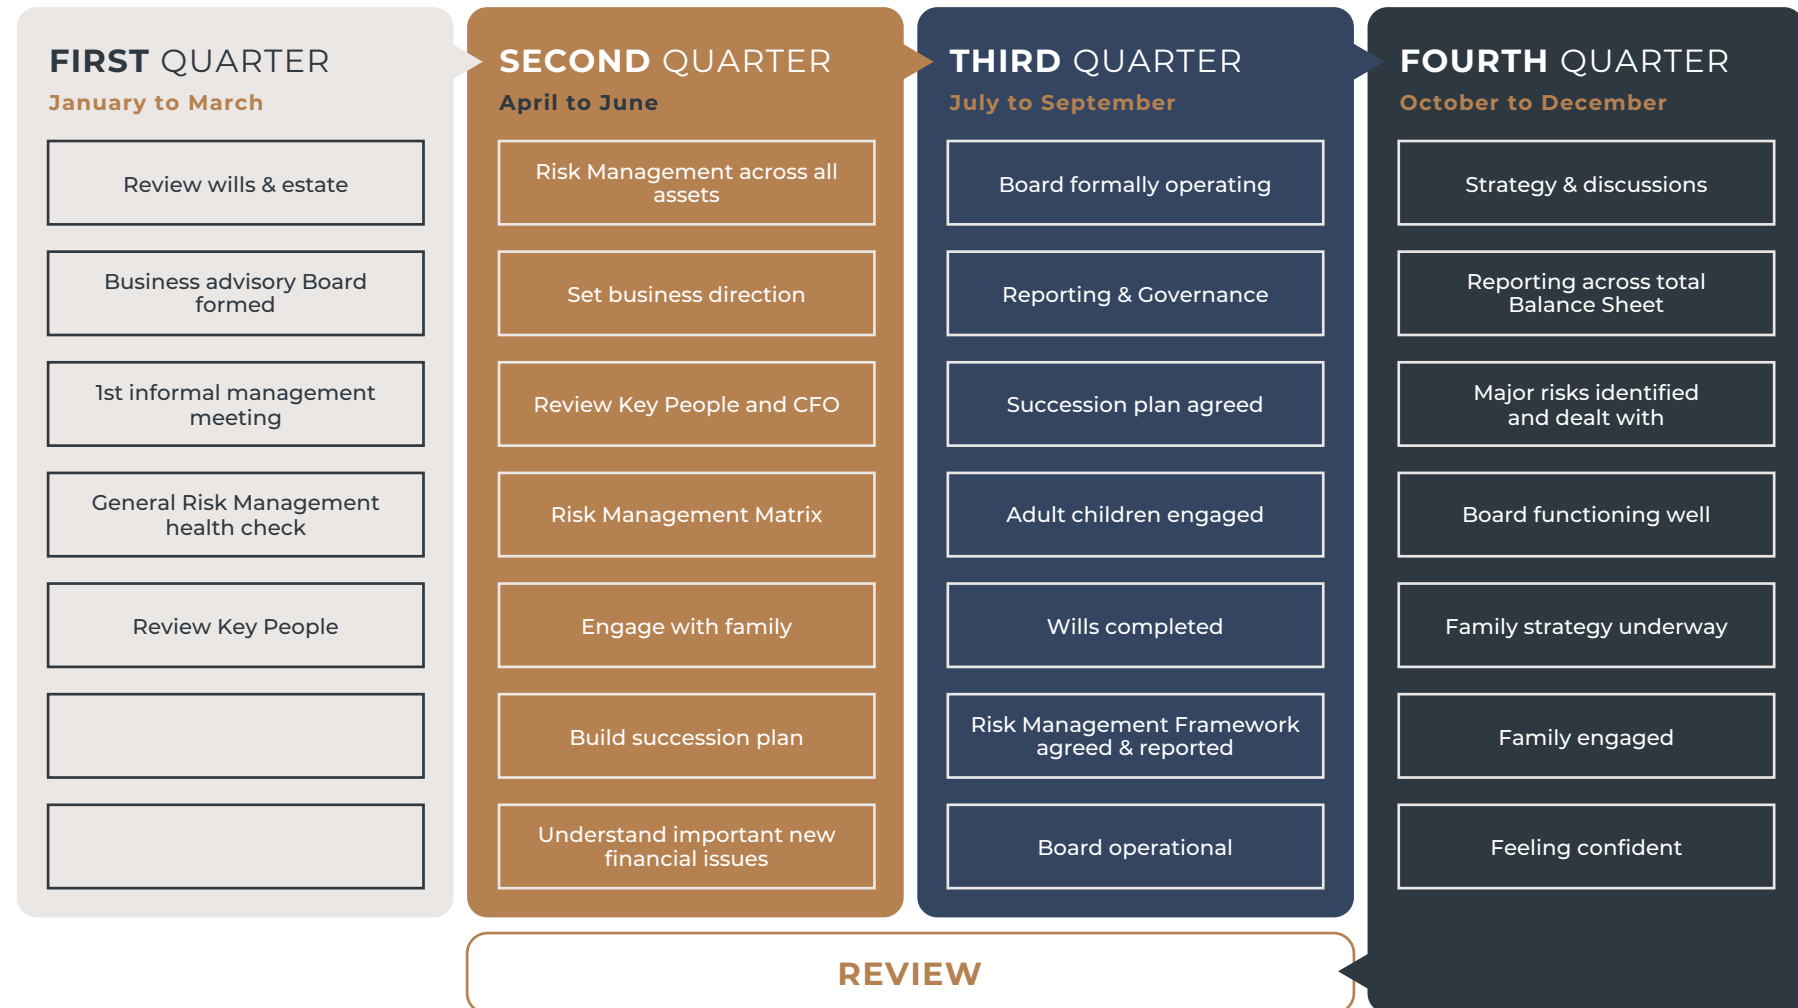 FIRST QUARTER
January to March
Review wills & estate
Business advisory Board
formed
1st informal management
meeting
General Risk Management
health check
Review Key People
SECOND QUARTER
April to June
Risk Management across all
assets
Set business direction
Review Key People and CFO
Risk Management Matrix
Engage with family
Build succession plan
Understand important new
financial issues
THIRD QUARTER
July to September
Board formally operating
Reporting & Governance
Succession plan agreed
Adult children engaged
Wills completed
Risk Management Framework
agreed & reported
Board operational
FOURTH QUARTER
October to December
Strategy & discussions
Reporting across total
Balance Sheet
Major risks identified
and dealt with
Board functioning well
Family strategy underway
Family engaged
Feeling confident
REVIEW